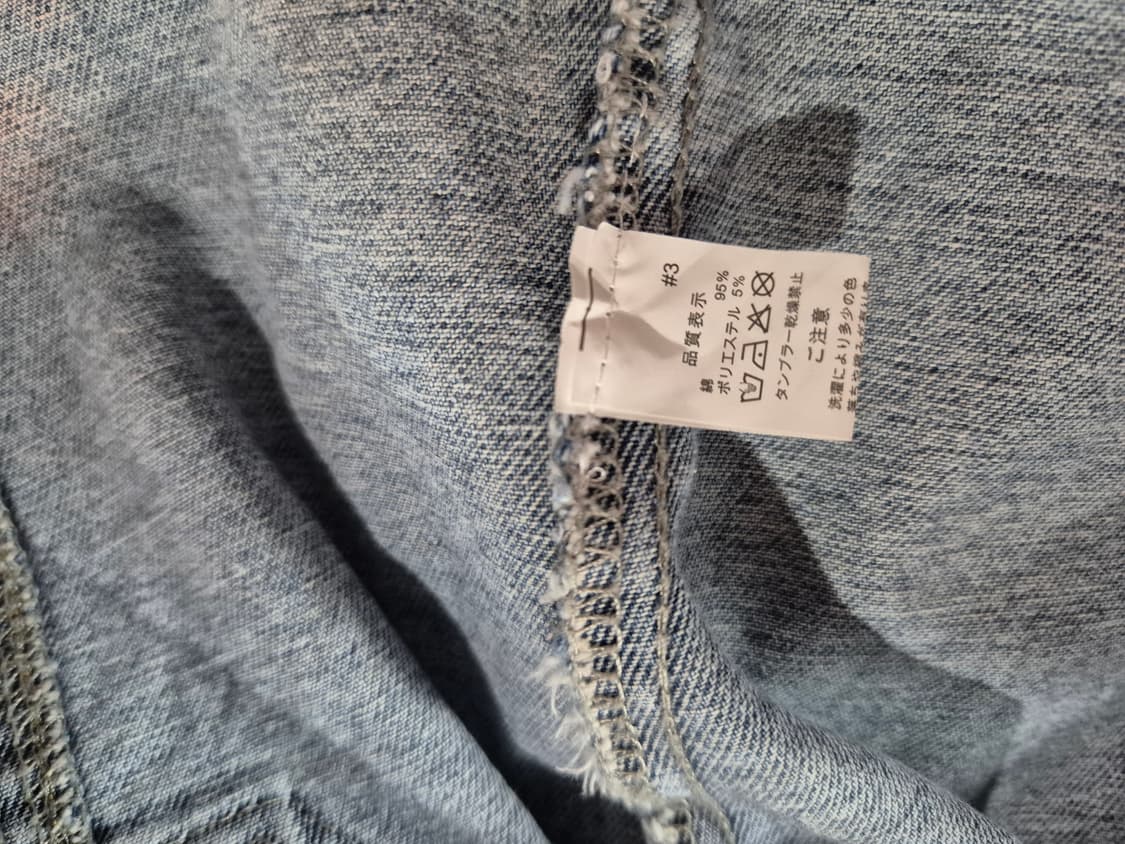 #3
品質表示
綿 95%
ポリエステル 5%
タンブラー乾燥禁止
ご注意
洗濯により多少の色